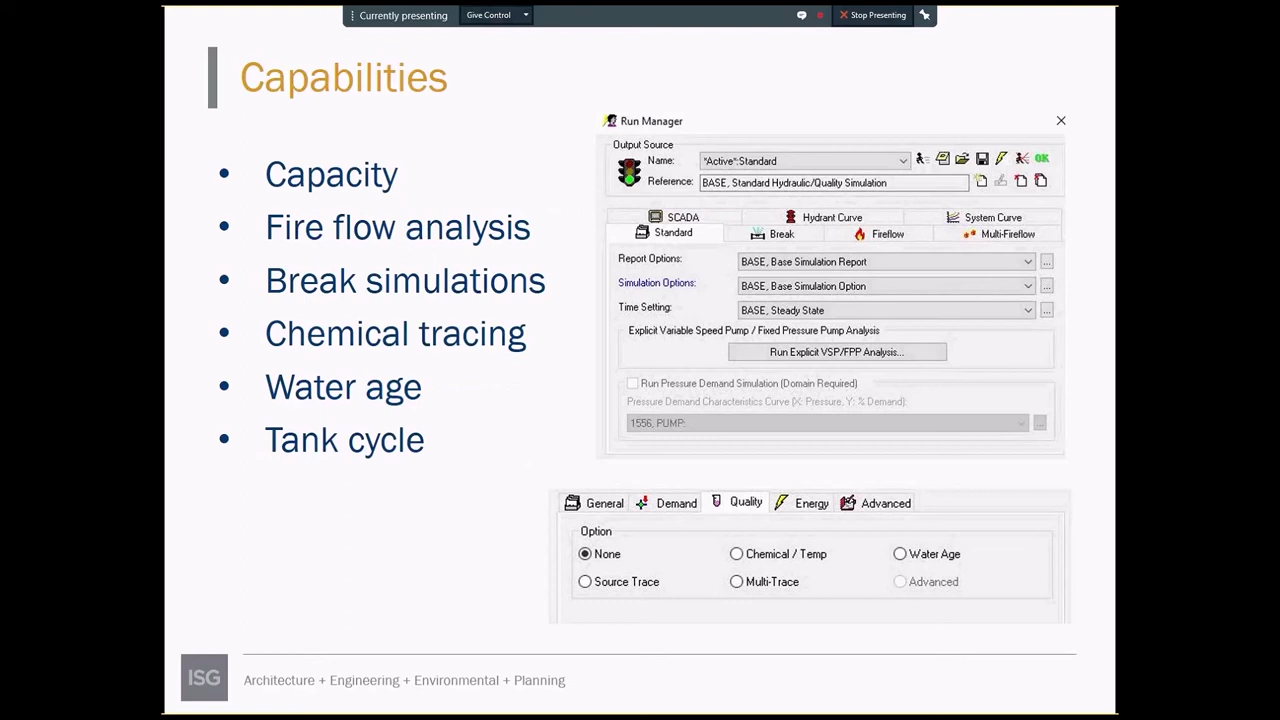 Currently presenting
Give Control
Stop Presenting
Capabilities
• Capacity
• Fire flow analysis
• Break simulations
• Chemical tracing
• Water age
• Tank cycle
Run Manager
Output Source
Name: *Active*:Standard
OK
Reference: BASE, Standard Hydraulic/Quality Simulation
SCADA Hydrant Curve System Curve
Standard Break Fireflow Multi-Fireflow
Report Options: BASE, Base Simulation Report ...
Simulation Options: BASE, Base Simulation Option ...
Time Setting: BASE, Steady State ...
Explicit Variable Speed Pump / Fixed Pressure Pump Analysis
Run Explicit VSP/FPP Analysis...
Run Pressure Demand Simulation (Domain Required)
Pressure Demand Characteristics Curve (X: Pressure, Y: % Demand):
1556, PUMP: ...
General Demand Quality Energy Advanced
Option
None Chemical / Temp Water Age
Source Trace Multi-Trace Advanced
ISG
Architecture + Engineering + Environmental + Planning